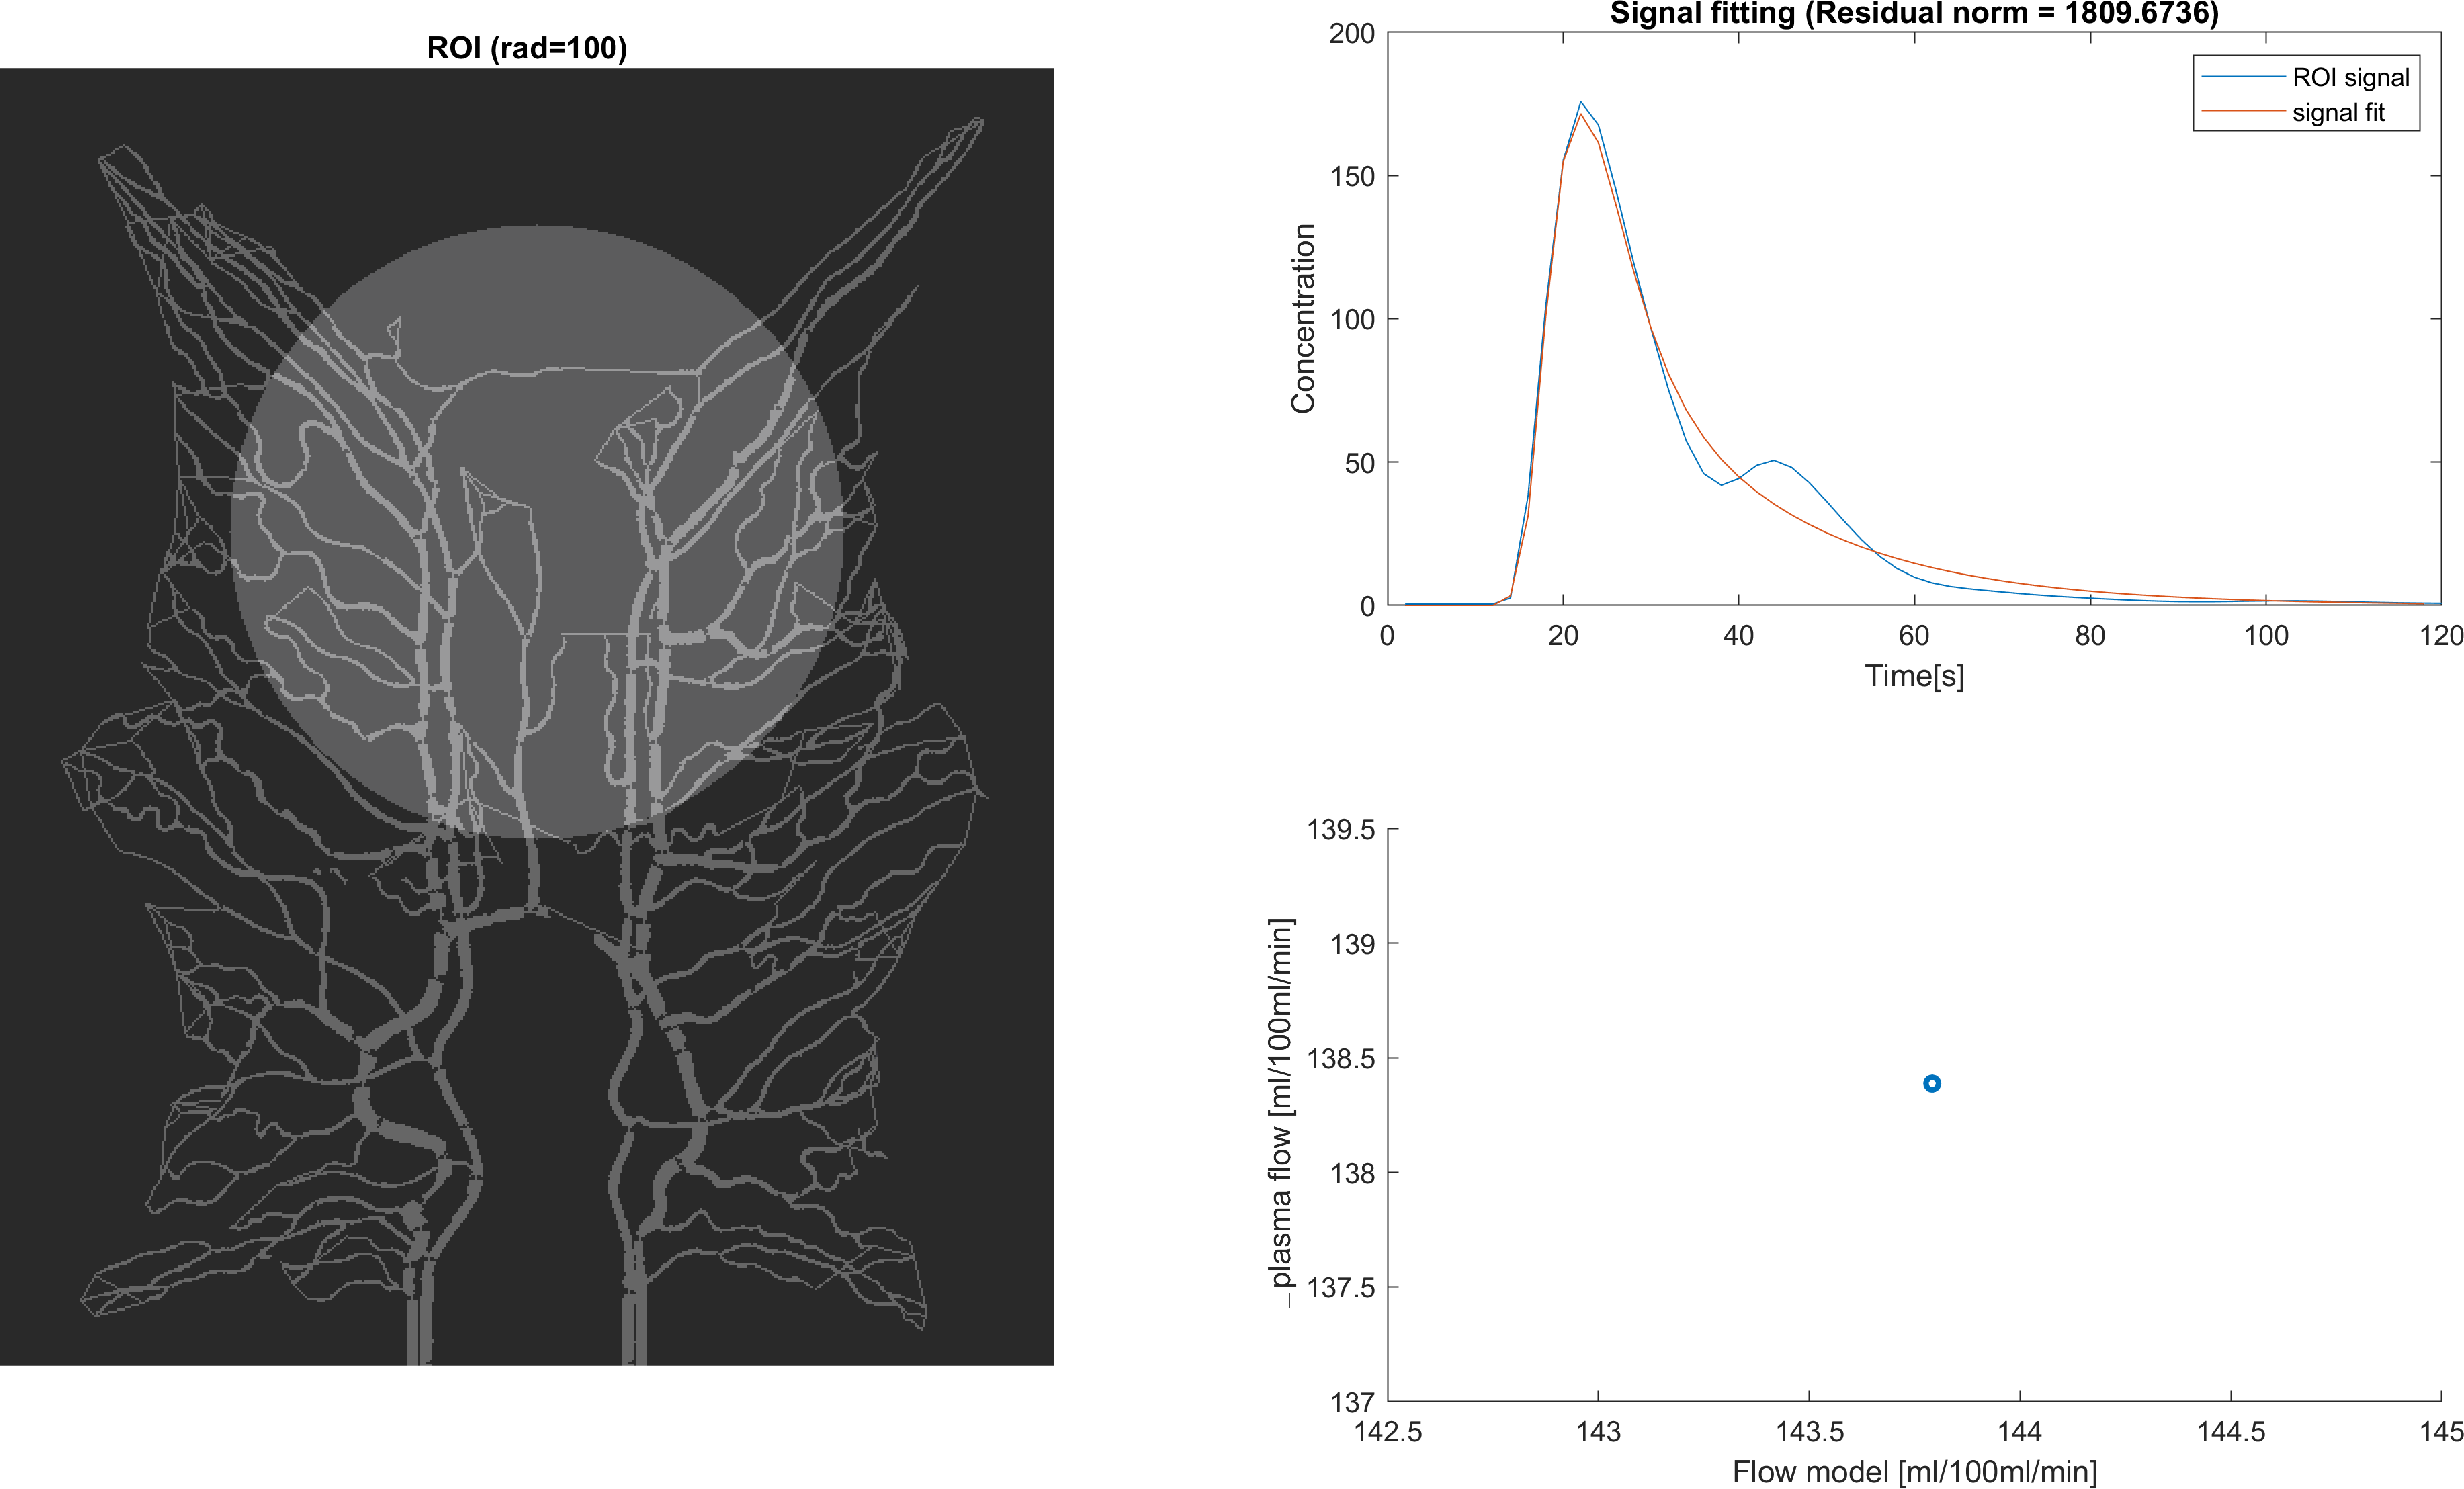 ROI (rad=100)
Signal fitting (Residual norm = 1809.6736)
200
150
100
50
0
Concentration
ROI signal
signal fit
0 20 40 60 80 100 120
Time[s]
139.5
139
138.5
138
137.5
137
□plasma flow [ml/100ml/min]
142.5 143 143.5 144 144.5 145
Flow model [ml/100ml/min]